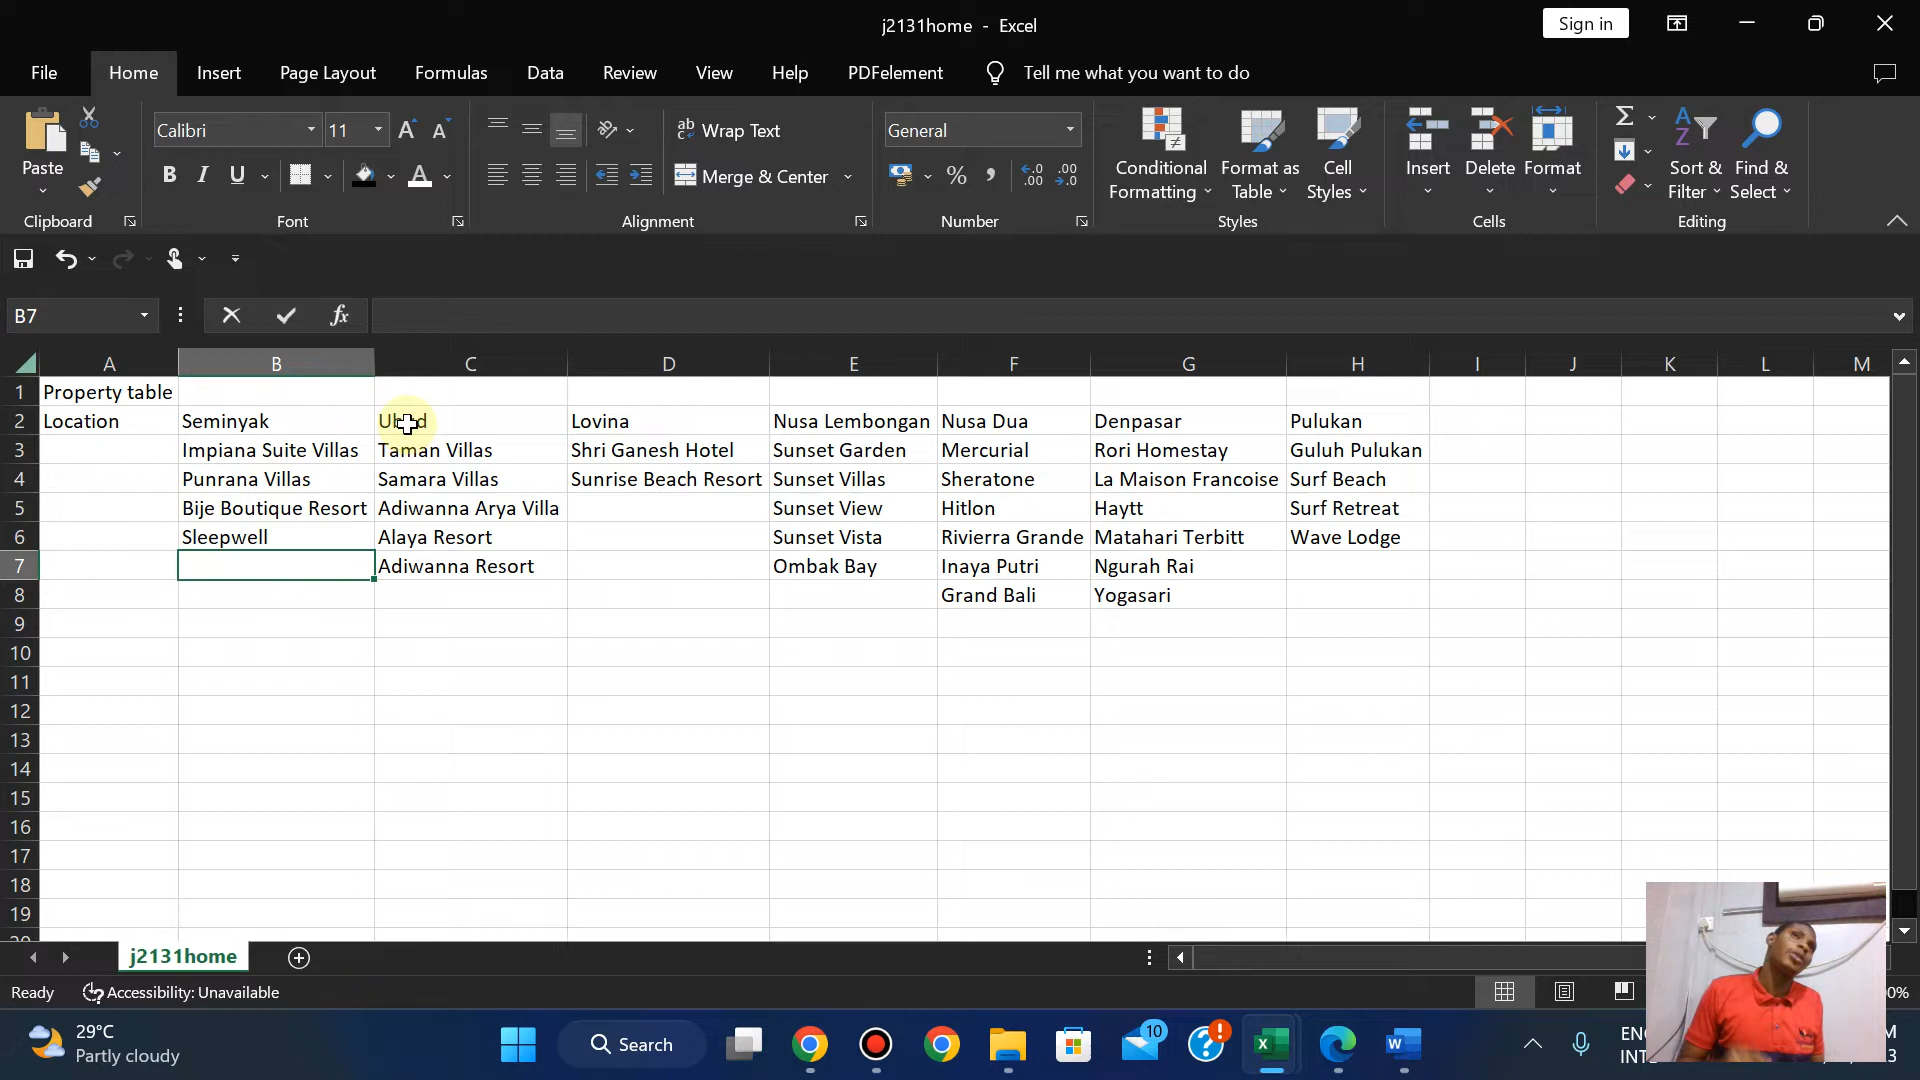 j2131home - Excel
Sign in
File Home Insert Page Layout Formulas Data Review View Help PDFelement Tell me what you want to do
Calibri 11 ab Wrap Text General
Paste B I U Merge & Center % Conditional Formatting Format as Table Cell Styles Insert Delete Format Sort & Filter Find & Select
Clipboard Font Alignment Number Styles Cells Editing
B7 fx
A B C D E F G H I J K L M
1 Property table
2 Location Seminyak Lovina Nusa Lembongan Nusa Dua Denpasar Pulukan
3 Impiana Suite Villas Taman Villas Shri Ganesh Hotel Sunset Garden Mercurial Rori Homestay Guluh Pulukan
4 Punrana Villas Samara Villas Sunrise Beach Resort Sunset Villas Sheratone La Maison Francoise Surf Beach
5 Bije Boutique Resort Adiwanna Arya Villa Sunset View Hitlon Haytt Surf Retreat
6 Sleepwell Alaya Resort Sunset Vista Rivierra Grande Matahari Terbitt Wave Lodge
7 Adiwanna Resort Ombak Bay Inaya Putri Ngurah Rai
8 Grand Bali Yogasari
9
10
11
12
13
14
15
16
17
18
19
j2131home
Ready Accessibility: Unavailable
29°C
Partly cloudy
Search
10